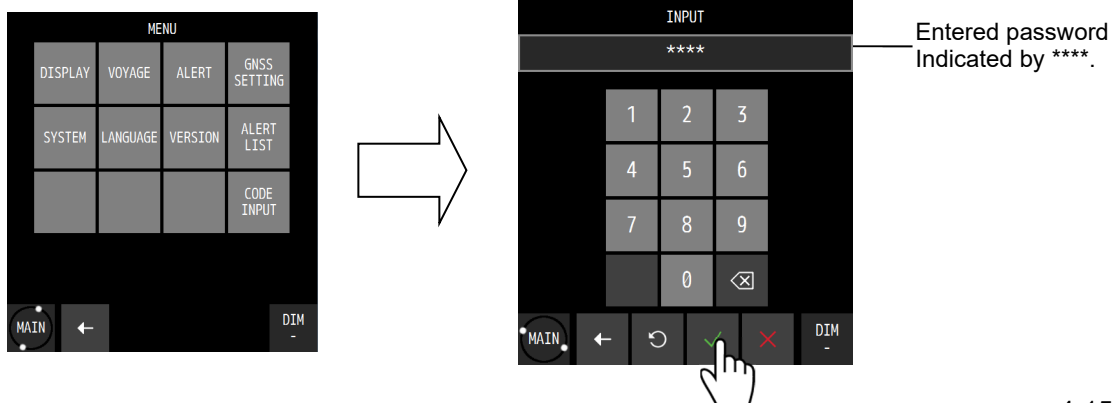 MENU
DISPLAY VOYAGE ALERT GNSS SETTING
SYSTEM LANGUAGE VERSION ALERT LIST
CODE INPUT
MAIN
DIM
-
INPUT
****
Entered password
Indicated by ****.
1 2 3
4 5 6
7 8 9
0
MAIN
DIM
-